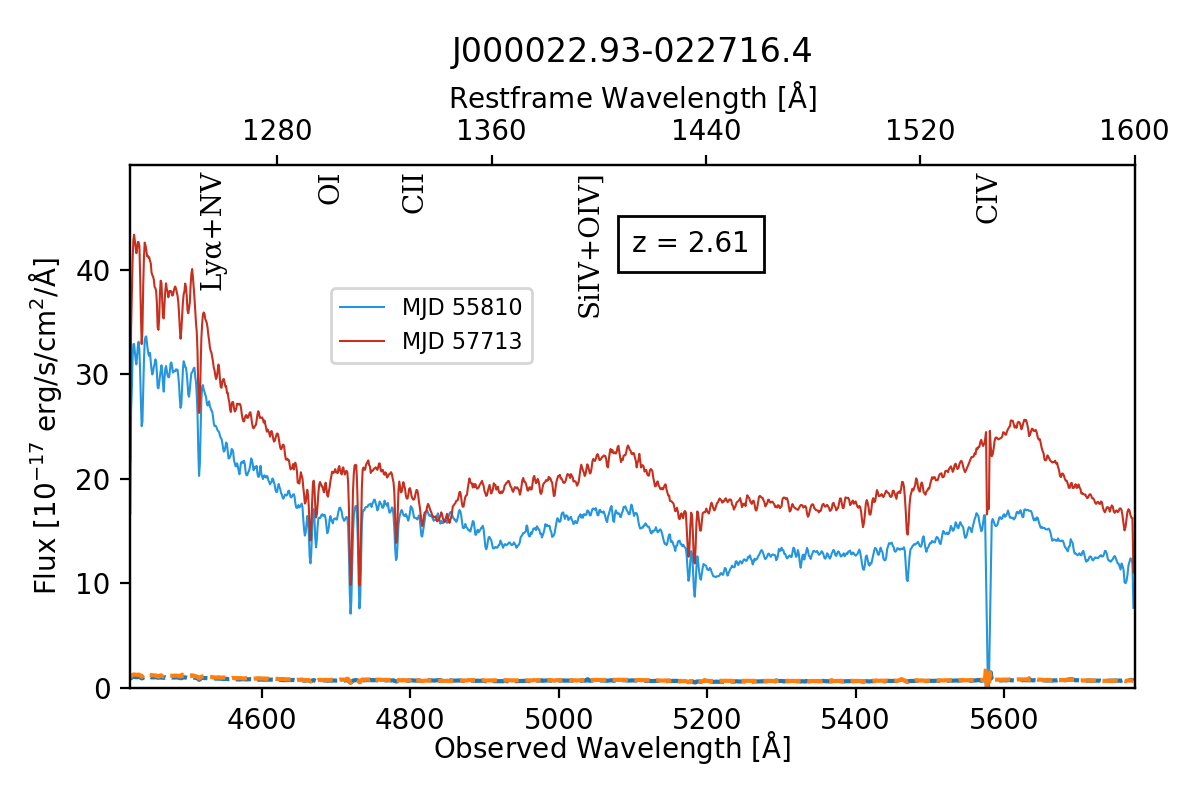 J000022.93-022716.4
Restframe Wavelength [Å]
1280 1360 1440 1520 1600
Lyα+NV
OI
CII
SiIV+OIV]
CIV
z = 2.61
MJD 55810
MJD 57713
Flux [10⁻¹⁷ erg/s/cm²/Å]
40
30
20
10
0
4600 4800 5000 5200 5400 5600
Observed Wavelength [Å]